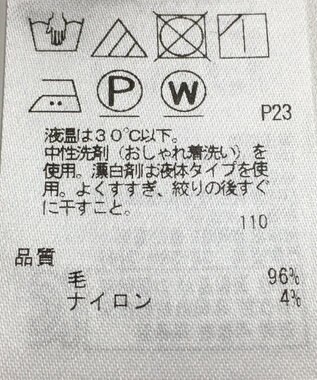 P
W
P23
液温は30℃以下。
中性洗剤（おしゃれ着洗い）を
使用。漂白剤は液体タイプを使
用。よくすすぎ、絞りの後すぐ
に干すこと。
110
品質
毛 96%
ナイロン 4%